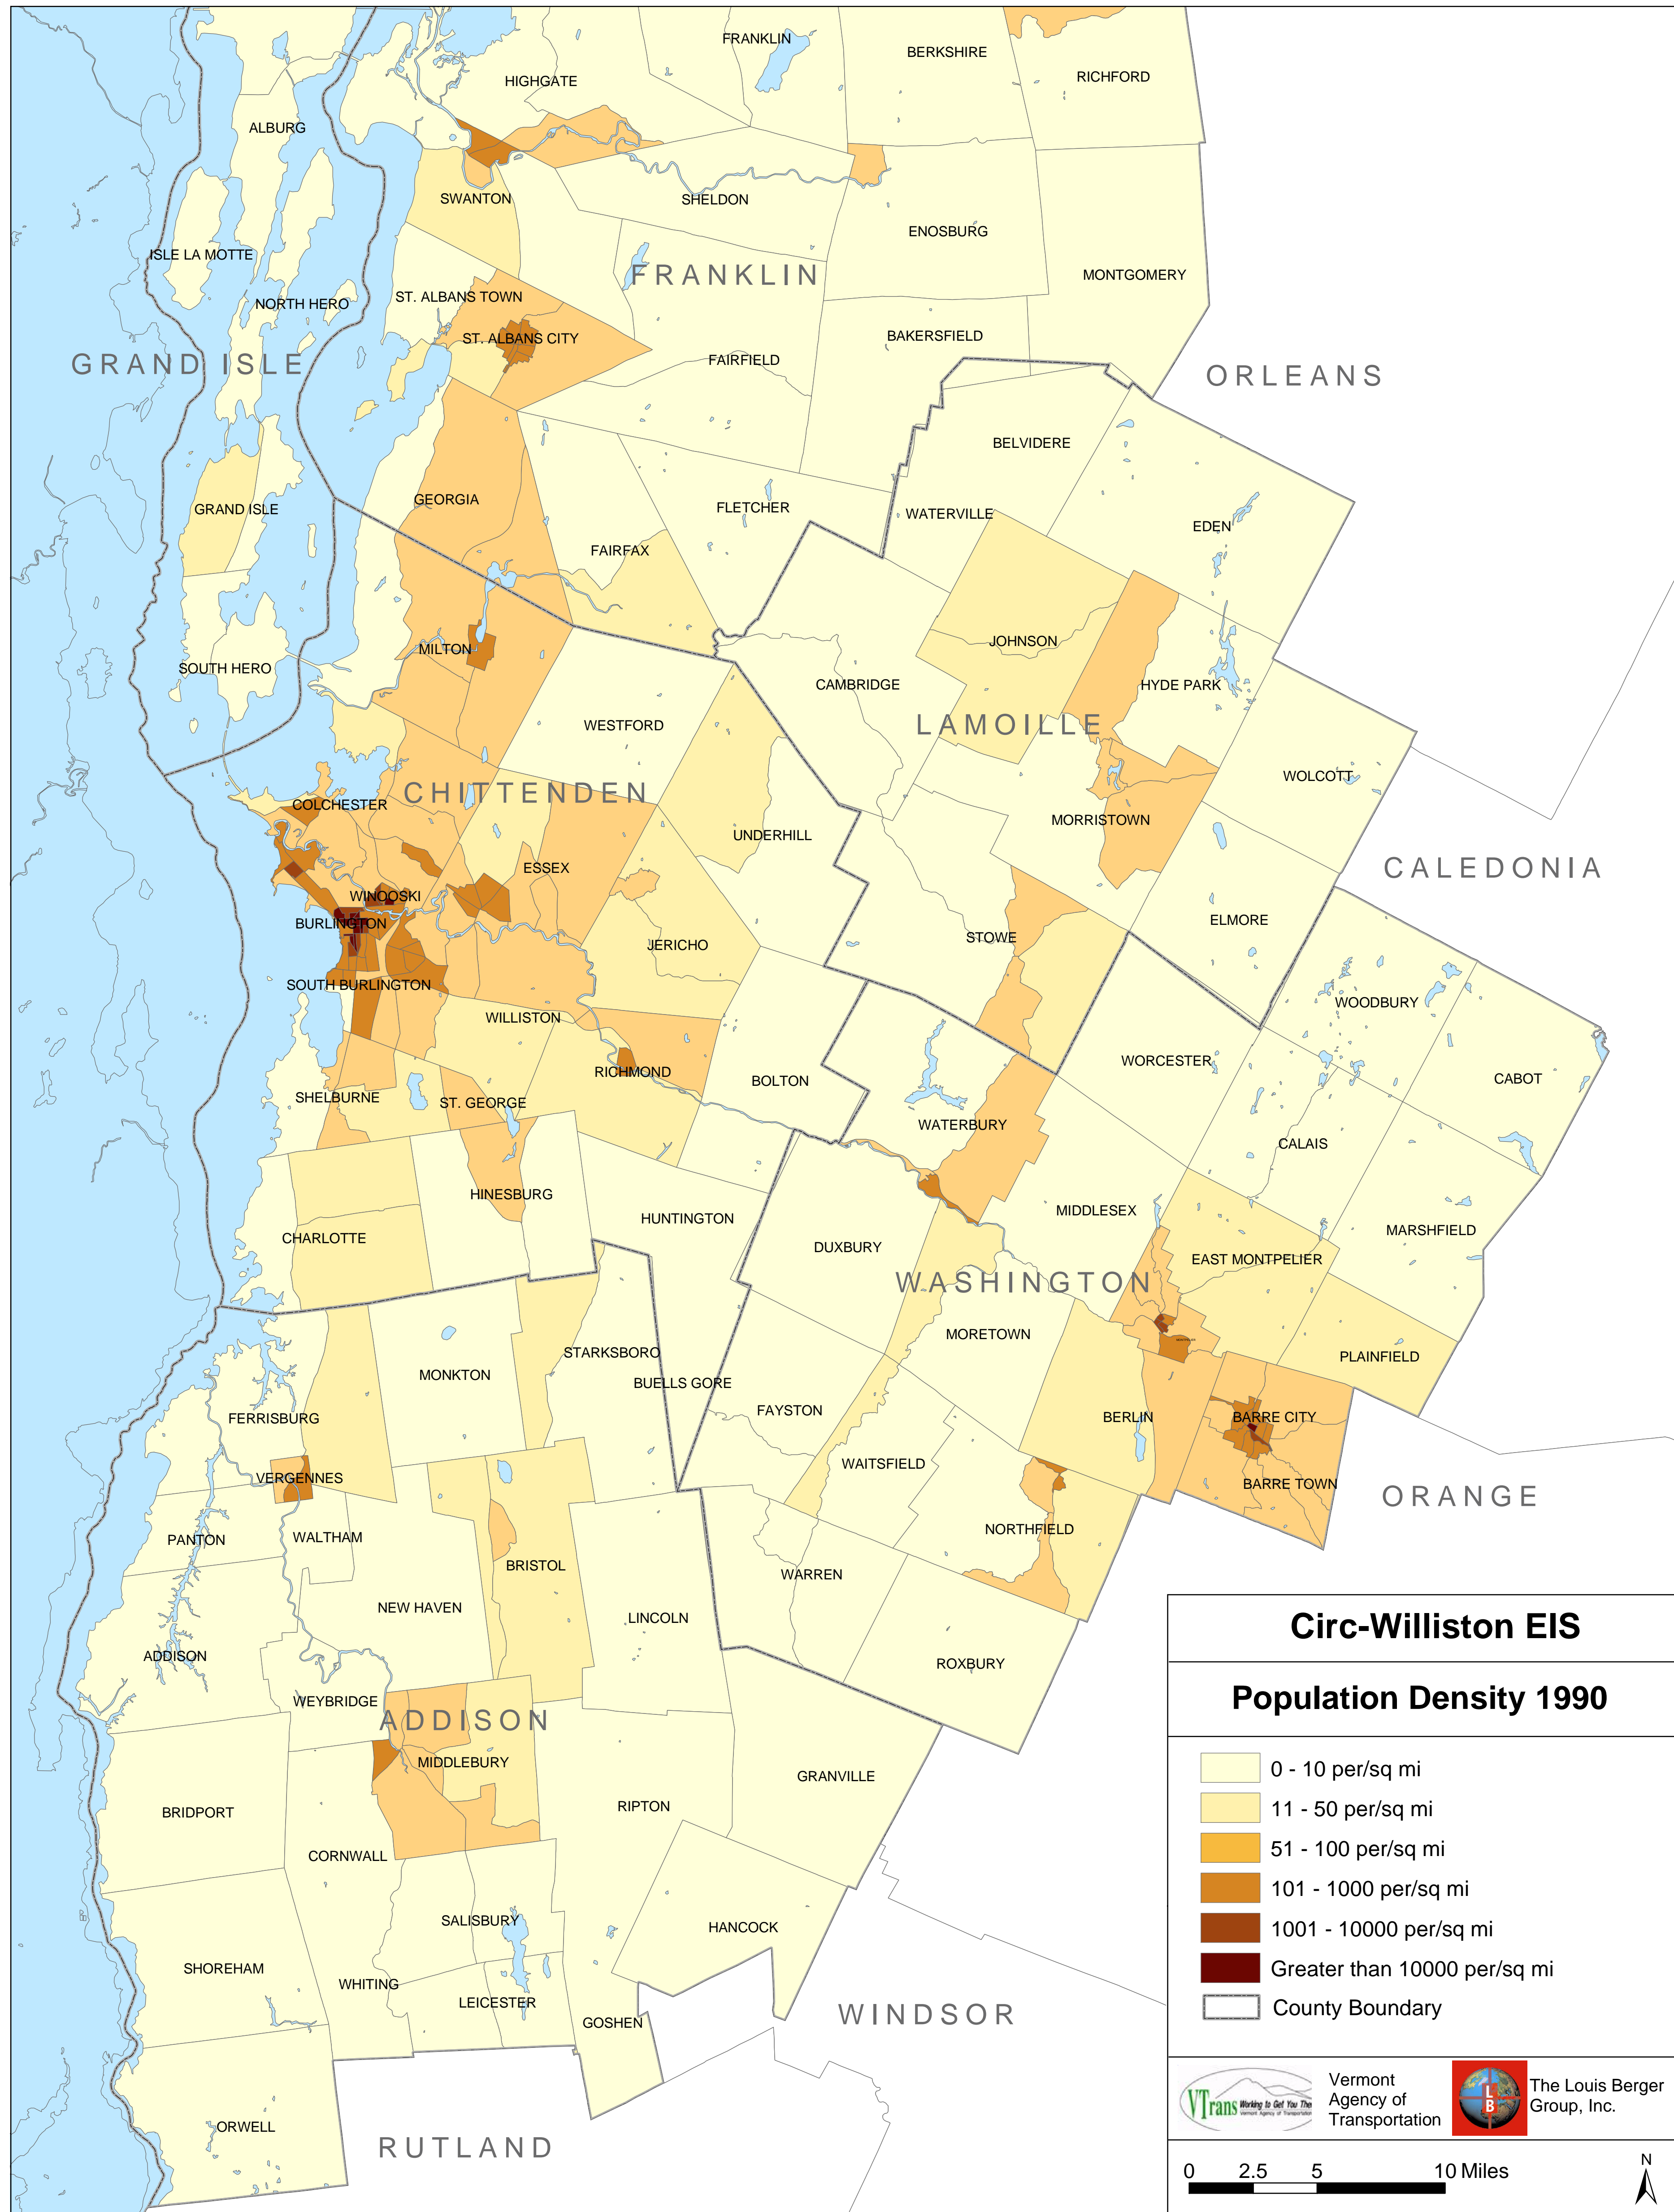 FRANKLIN
BERKSHIRE
RICHFORD
HIGHGATE
ALBURG
SWANTON
SHELDON
ENOSBURG
ISLE LA MOTTE
FRANKLIN
MONTGOMERY
NORTH HERO
ST. ALBANS TOWN
ST. ALBANS CITY
BAKERSFIELD
GRAND ISLE
FAIRFIELD
ORLEANS
BELVIDERE
GEORGIA
GRAND ISLE
FLETCHER
WATERVILLE
EDEN
FAIRFAX
JOHNSON
MILTON
SOUTH HERO
CAMBRIDGE
HYDE PARK
WESTFORD
LAMOILLE
WOLCOTT
CHITTENDEN
COLCHESTER
MORRISTOWN
UNDERHILL
CALEDONIA
ESSEX
WINOOSKI
BURLINGTON
ELMORE
STOWE
JERICHO
SOUTH BURLINGTON
WOODBURY
WILLISTON
WORCESTER
RICHMOND
BOLTON
CABOT
SHELBURNE
ST. GEORGE
WATERBURY
CALAIS
HINESBURG
HUNTINGTON
MIDDLESEX
MARSHFIELD
CHARLOTTE
DUXBURY
EAST MONTPELIER
WASHINGTON
MORETOWN
STARKSBORO
PLAINFIELD
MONKTON
BUELLS GORE
FAYSTON
FERRISBURG
BERLIN
BARRE CITY
WAITSFIELD
VERGENNES
BARRE TOWN
ORANGE
NORTHFIELD
PANTON
WALTHAM
BRISTOL
WARREN
NEW HAVEN
LINCOLN
ADDISON
ROXBURY
WEYBRIDGE
ADDISON
MIDDLEBURY
GRANVILLE
BRIDPORT
RIPTON
CORNWALL
SALISBURY
HANCOCK
SHOREHAM
WHITING
LEICESTER
GOSHEN
WINDSOR
ORWELL
RUTLAND
Circ-Williston EIS
Population Density 1990
0 - 10 per/sq mi
11 - 50 per/sq mi
51 - 100 per/sq mi
101 - 1000 per/sq mi
1001 - 10000 per/sq mi
Greater than 10000 per/sq mi
County Boundary
VTrans Working to Get You The
Vermont Agency of Transportation
Vermont
Agency of
Transportation
L
B
The Louis Berger
Group, Inc.
0 2.5 5 10 Miles
N